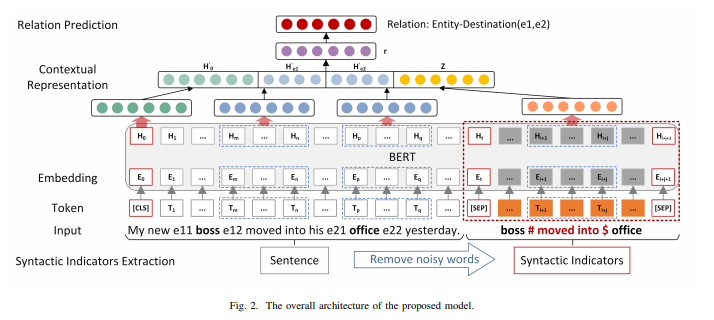 Relation Prediction
Relation: Entity-Destination(e1,e2)
r
Contextual Representation
H'0 H'e1 H'e2 Z
H0 H1 ... Hm ... Hn ... Hp ... Hq ... Ht ... Hi+1 ... Hi+j ... Hi+j+1
BERT
Embedding
E0 E1 ... Em ... En ... Ep ... Eq ... Et ... Ei+1 ... Ei+j ... Ei+j+1
Token
[CLS] T1 ... Tm ... Tn ... Tp ... Tq ... [SEP] ... Ti+1 ... Ti+j ... [SEP]
Input
My new e11 boss e12 moved into his e21 office e22 yesterday.
boss # moved into $ office
Syntactic Indicators Extraction
Sentence
Remove noisy words
Syntactic Indicators
Fig. 2. The overall architecture of the proposed model.